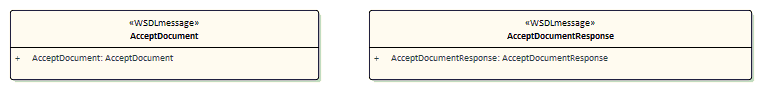 «WSDLmessage»
AcceptDocument
+ AcceptDocument: AcceptDocument
«WSDLmessage»
AcceptDocumentResponse
+ AcceptDocumentResponse: AcceptDocumentResponse